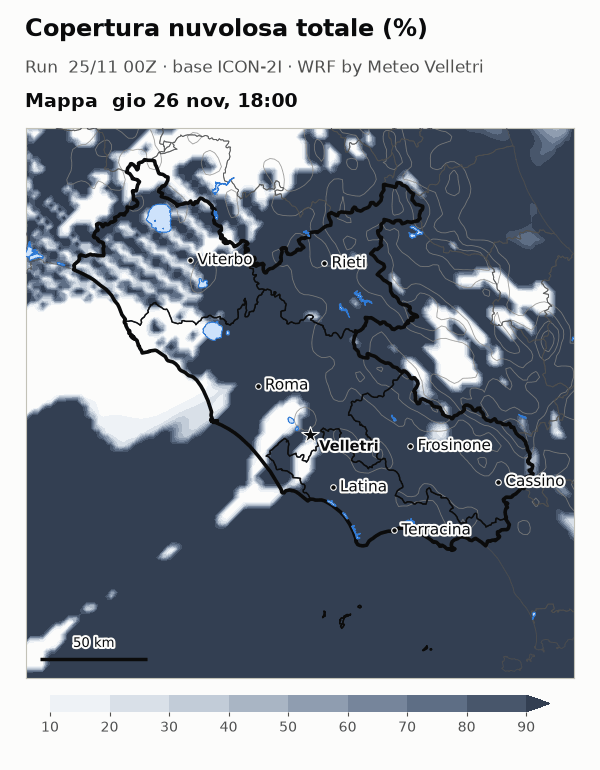 Copertura nuvolosa totale (%)
Run  25/11 00Z · base ICON-2I · WRF by Meteo Velletri
Mappa  gio 26 nov, 18:00
Viterbo
Rieti
Roma
Velletri
Frosinone
Latina
Cassino
Terracina
50 km
10 20 30 40 50 60 70 80 90